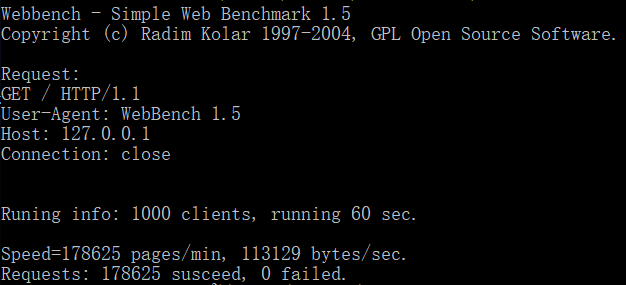 Webbench - Simple Web Benchmark 1.5
Copyright (c) Radim Kolar 1997-2004, GPL Open Source Software.
Request:
GET / HTTP/1.1
User-Agent: WebBench 1.5
Host: 127.0.0.1
Connection: close
Runing info: 1000 clients, running 60 sec.
Speed=178625 pages/min, 113129 bytes/sec.
Requests: 178625 susceed, 0 failed.